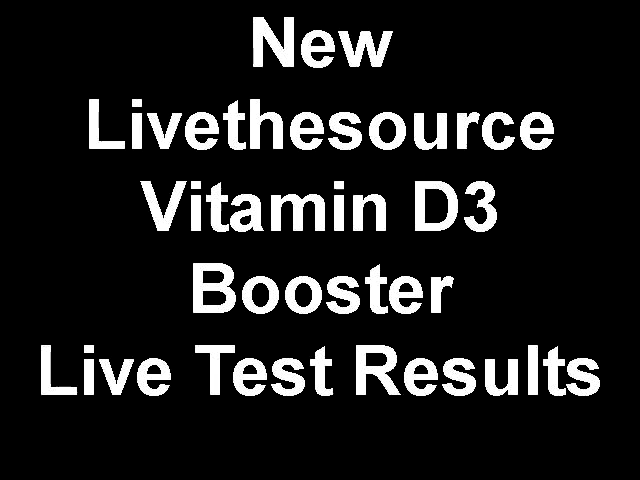 New
Livethesource
Vitamin D3
Booster
Live Test Results